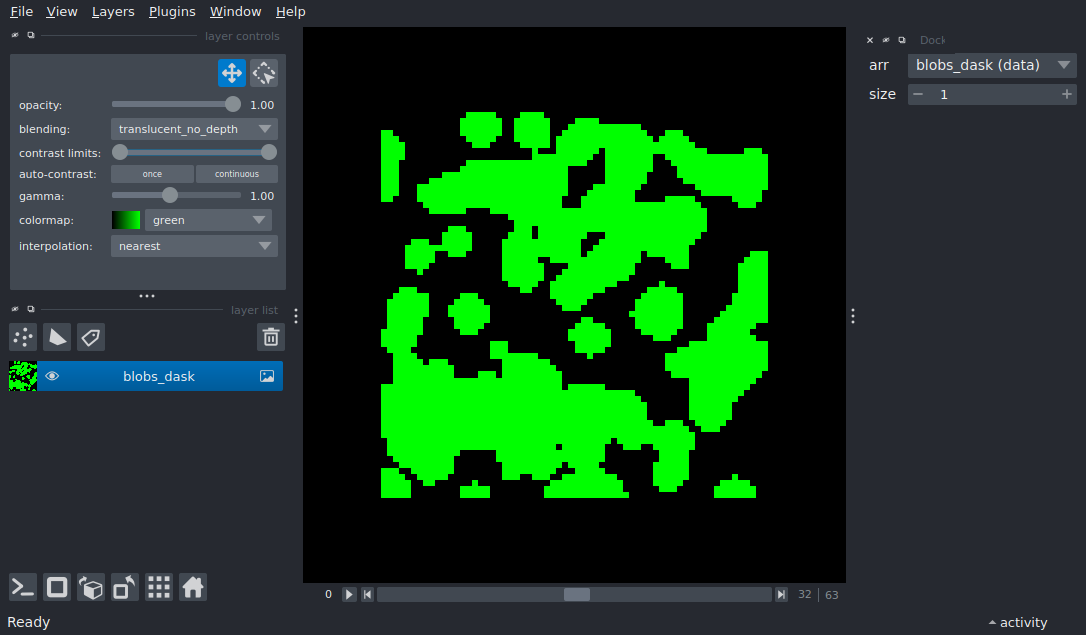 File View Layers Plugins Window Help
layer controls
opacity: 1.00
blending: translucent_no_depth
contrast limits:
auto-contrast: once continuous
gamma: 1.00
colormap: green
interpolation: nearest
layer list
blobs_dask
0 32 63
Dock
arr blobs_dask (data)
size 1
Ready
activity